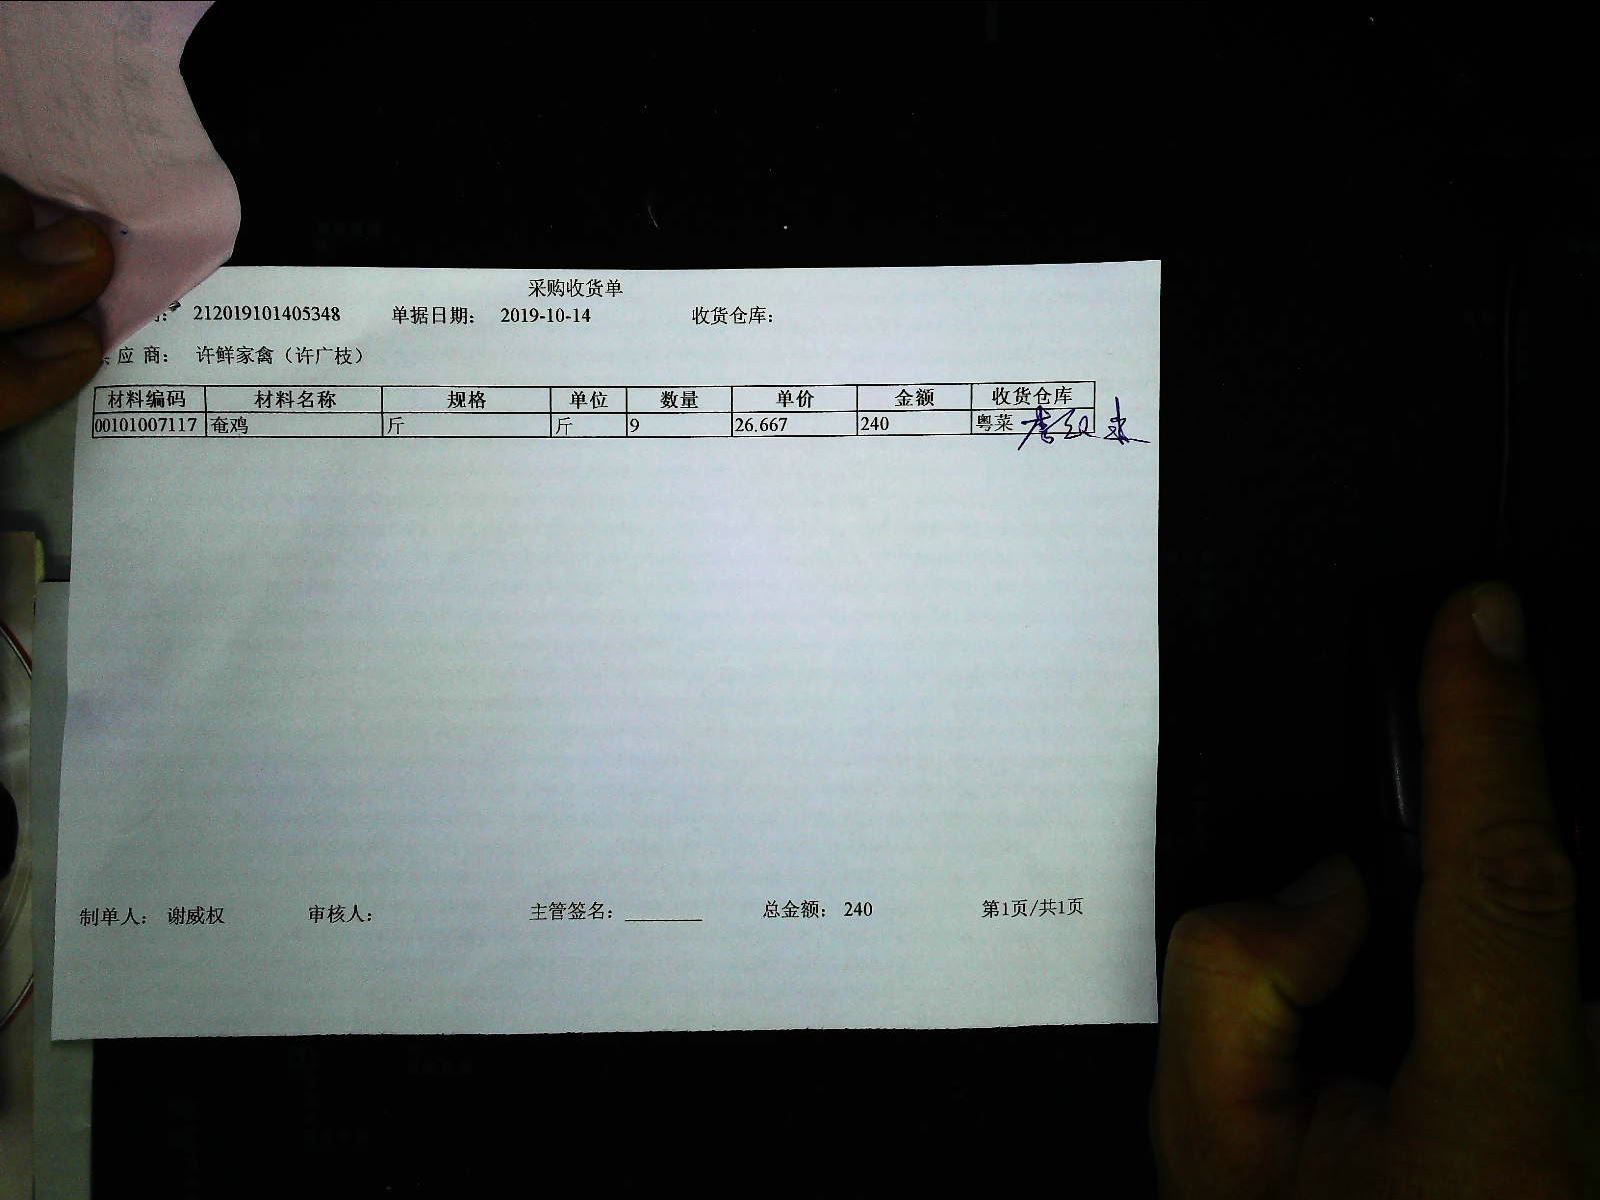 采购收货单
212019101405348 单据日期： 2019-10-14 收货仓库：
应 商： 许鲜家禽（许广枝）
材料编码 材料名称 规格 单位 数量 单价 金额 收货仓库
00101007117 奄鸡 斤 斤 9 26.667 240 粤菜
制单人： 谢威权 审核人： 主管签名：________ 总金额： 240 第1页/共1页